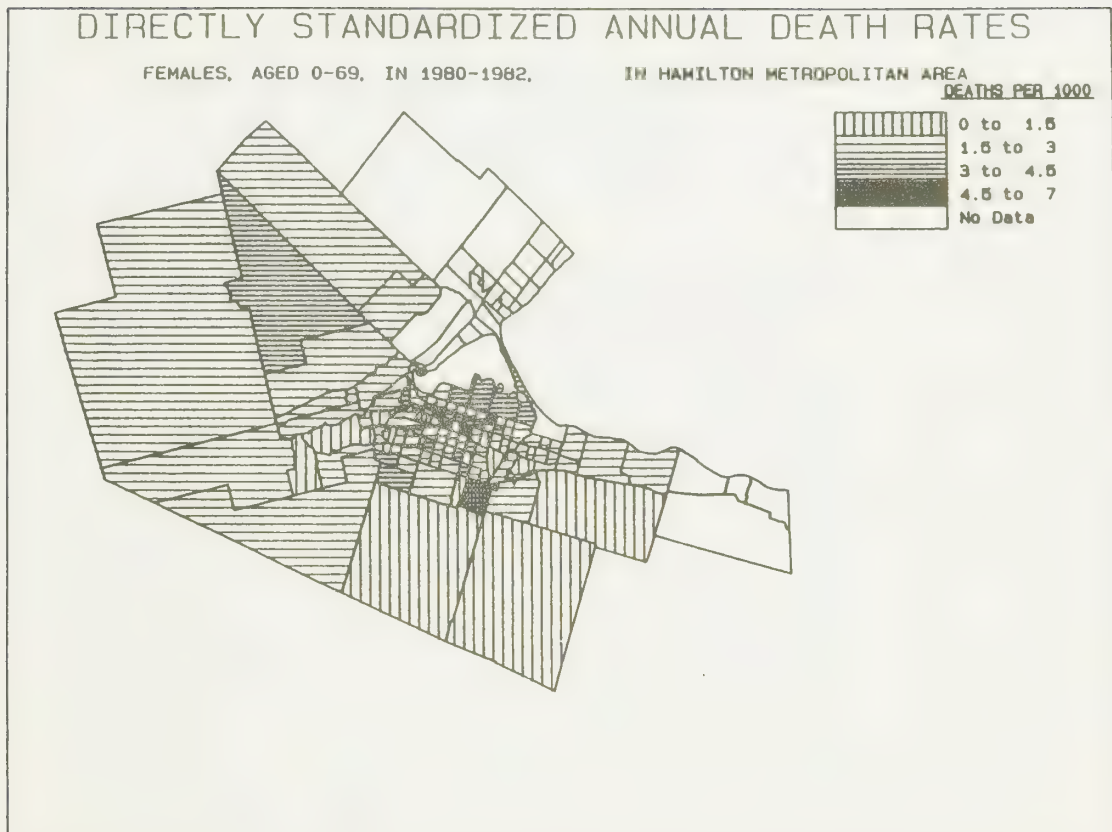 DIRECTLY STANDARDIZED ANNUAL DEATH RATES
FEMALES, AGED 0-69, IN 1980-1982, IN HAMILTON METROPOLITAN AREA
DEATHS PER 1000
0 to 1.5
1.5 to 3
3 to 4.5
4.5 to 7
No Data